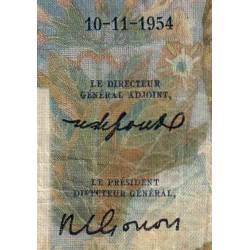 10-11-1954
LE DIRECTEUR
GÉNÉRAL ADJOINT,
LE PRÉSIDENT
DIRECTEUR GÉNÉRAL,